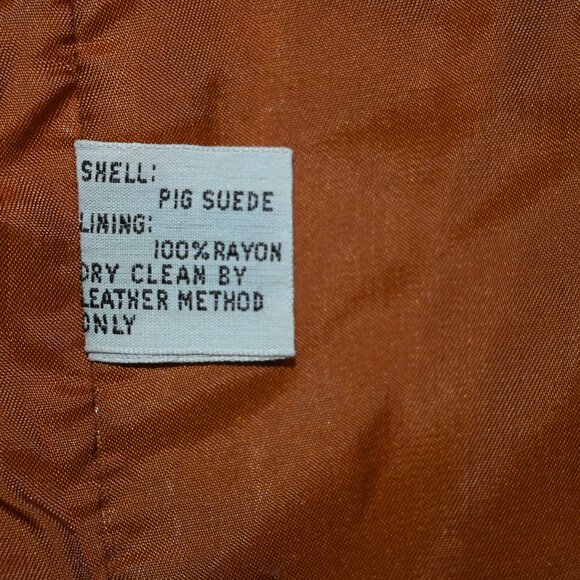 SHELL:
PIG SUEDE
LINING:
100% RAYON
DRY CLEAN BY
LEATHER METHOD
ONLY